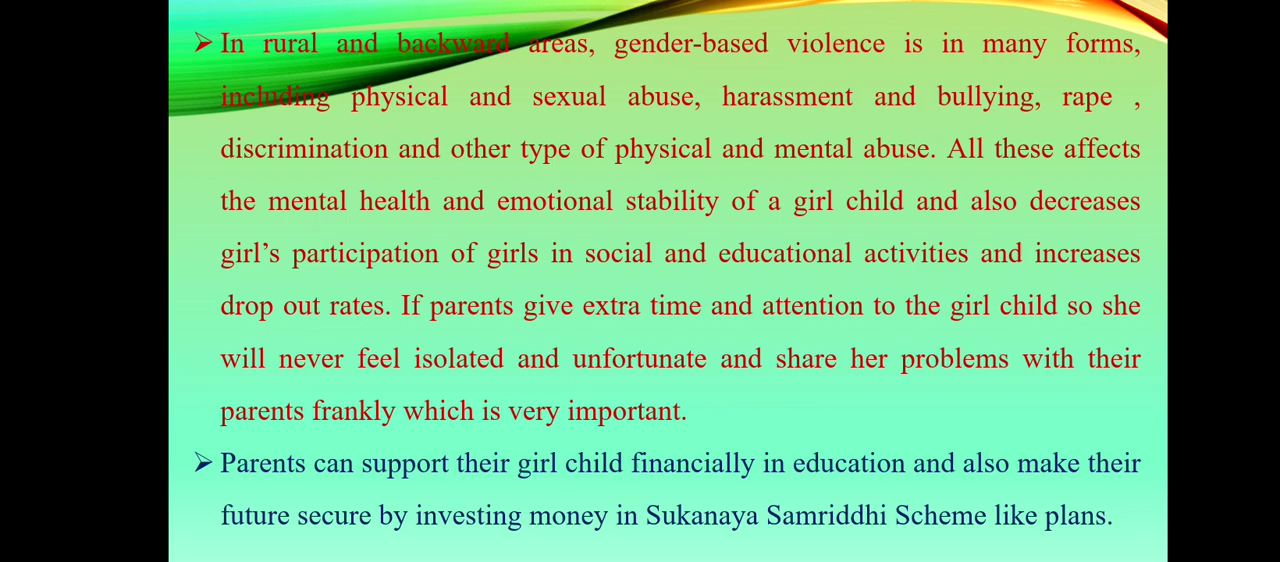 ➢ In rural and backward areas, gender-based violence is in many forms,
including physical and sexual abuse, harassment and bullying, rape ,
discrimination and other type of physical and mental abuse. All these affects
the mental health and emotional stability of a girl child and also decreases
girl’s participation of girls in social and educational activities and increases
drop out rates. If parents give extra time and attention to the girl child so she
will never feel isolated and unfortunate and share her problems with their
parents frankly which is very important.
➢ Parents can support their girl child financially in education and also make their
future secure by investing money in Sukanaya Samriddhi Scheme like plans.